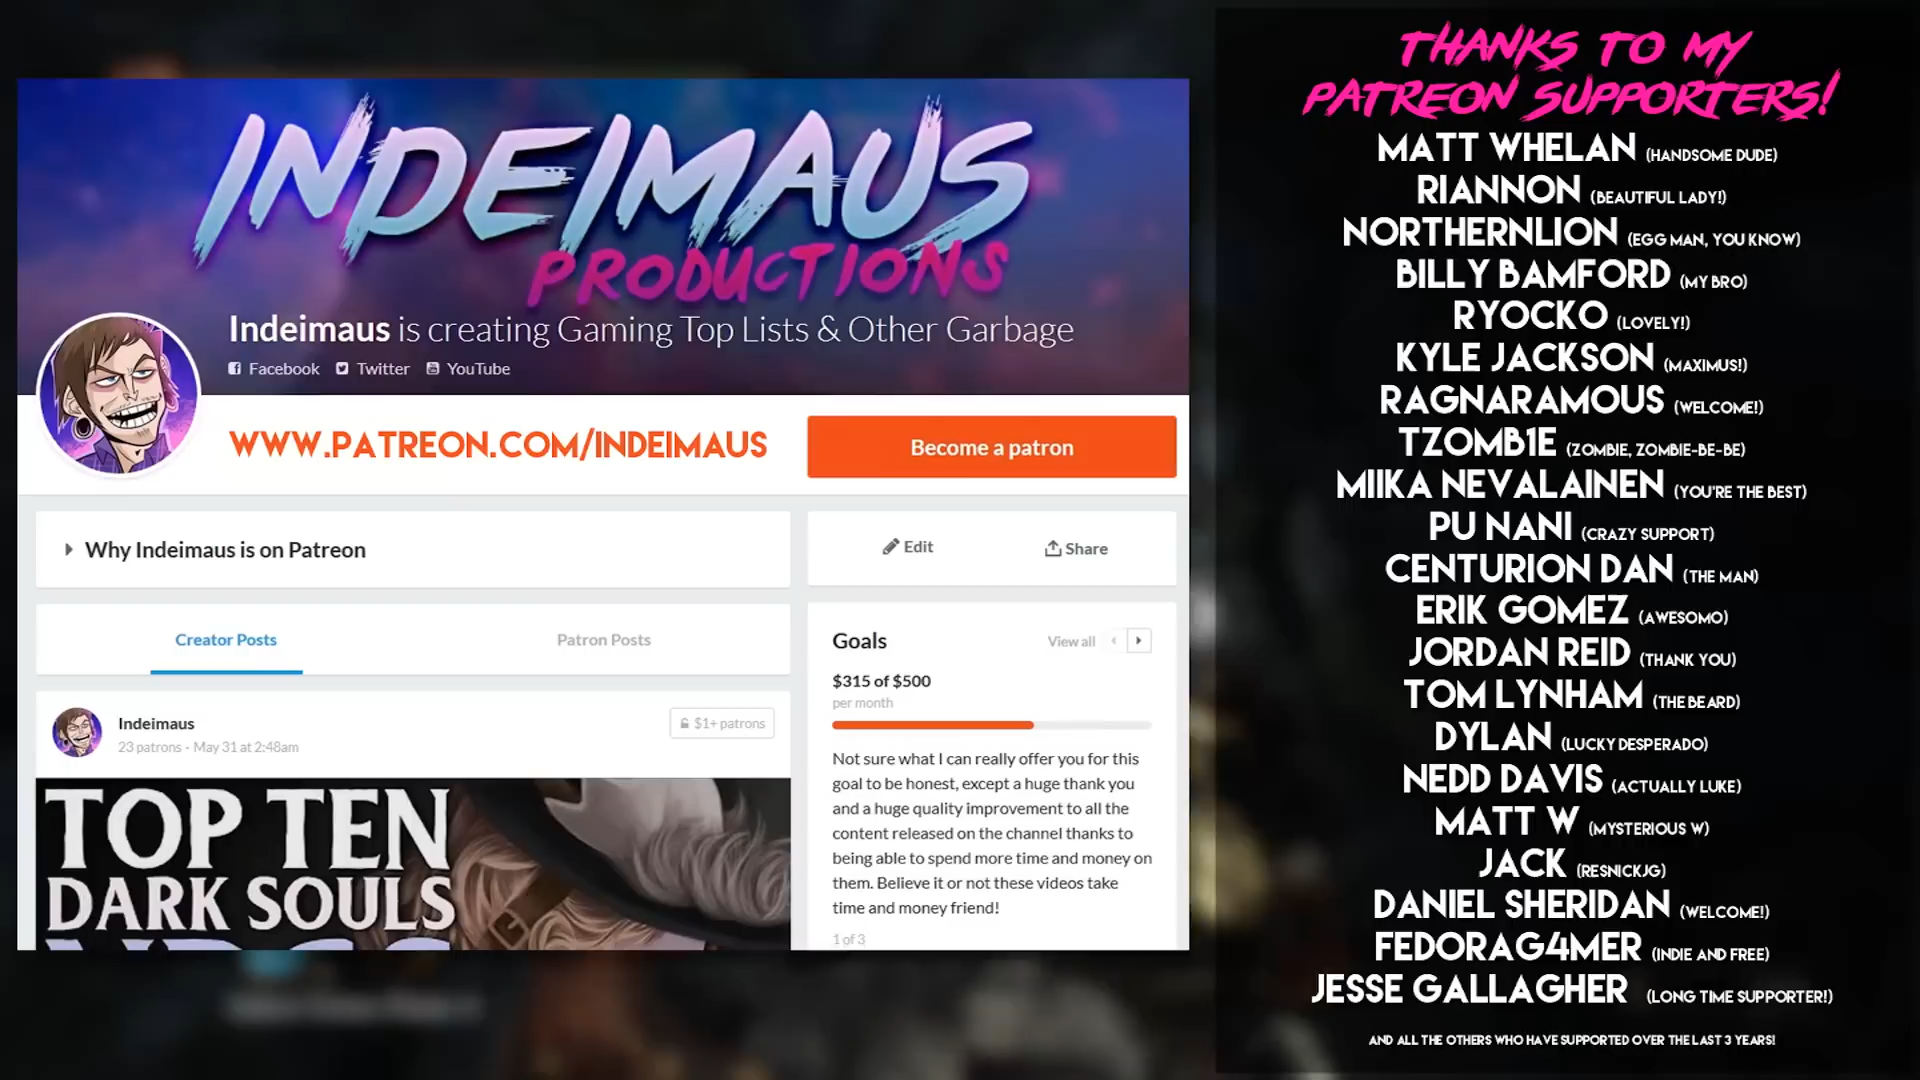 INDEIMAUS
PRODUCTIONS
Indeimaus is creating Gaming Top Lists & Other Garbage
Facebook Twitter YouTube
WWW.PATREON.COM/INDEIMAUS
Become a patron
Why Indeimaus is on Patreon
Edit Share
Creator Posts Patron Posts
Indeimaus
23 patrons - May 31 at 2:48am
$1+ patrons
TOP TEN
DARK SOULS
Goals
View all
$315 of $500
per month
Not sure what I can really offer you for this
goal to be honest, except a huge thank you
and a huge quality improvement to all the
content released on the channel thanks to
being able to spend more time and money on
them. Believe it or not these videos take
time and money friend!
1 of 3
THANKS TO MY
PATREON SUPPORTERS!
MATT WHELAN (HANDSOME DUDE)
RIANNON (BEAUTIFUL LADY!)
NORTHERNLION (EGG MAN, YOU KNOW)
BILLY BAMFORD (MY BRO)
RYOCKO (LOVELY!)
KYLE JACKSON (MAXIMUS!)
RAGNARAMOUS (WELCOME!)
TZOMB1E (ZOMBIE, ZOMBIE-BE-BE)
MIIKA NEVALAINEN (YOU'RE THE BEST)
PU NANI (CRAZY SUPPORT)
CENTURION DAN (THE MAN)
ERIK GOMEZ (AWESOMO)
JORDAN REID (THANK YOU)
TOM LYNHAM (THE BEARD)
DYLAN (LUCKY DESPERADO)
NEDD DAVIS (ACTUALLY LUKE)
MATT W (MYSTERIOUS W)
JACK (RESNICKJG)
DANIEL SHERIDAN (WELCOME!)
FEDORAG4MER (INDIE AND FREE)
JESSE GALLAGHER (LONG TIME SUPPORTER!)
AND ALL THE OTHERS WHO HAVE SUPPORTED OVER THE LAST 3 YEARS!